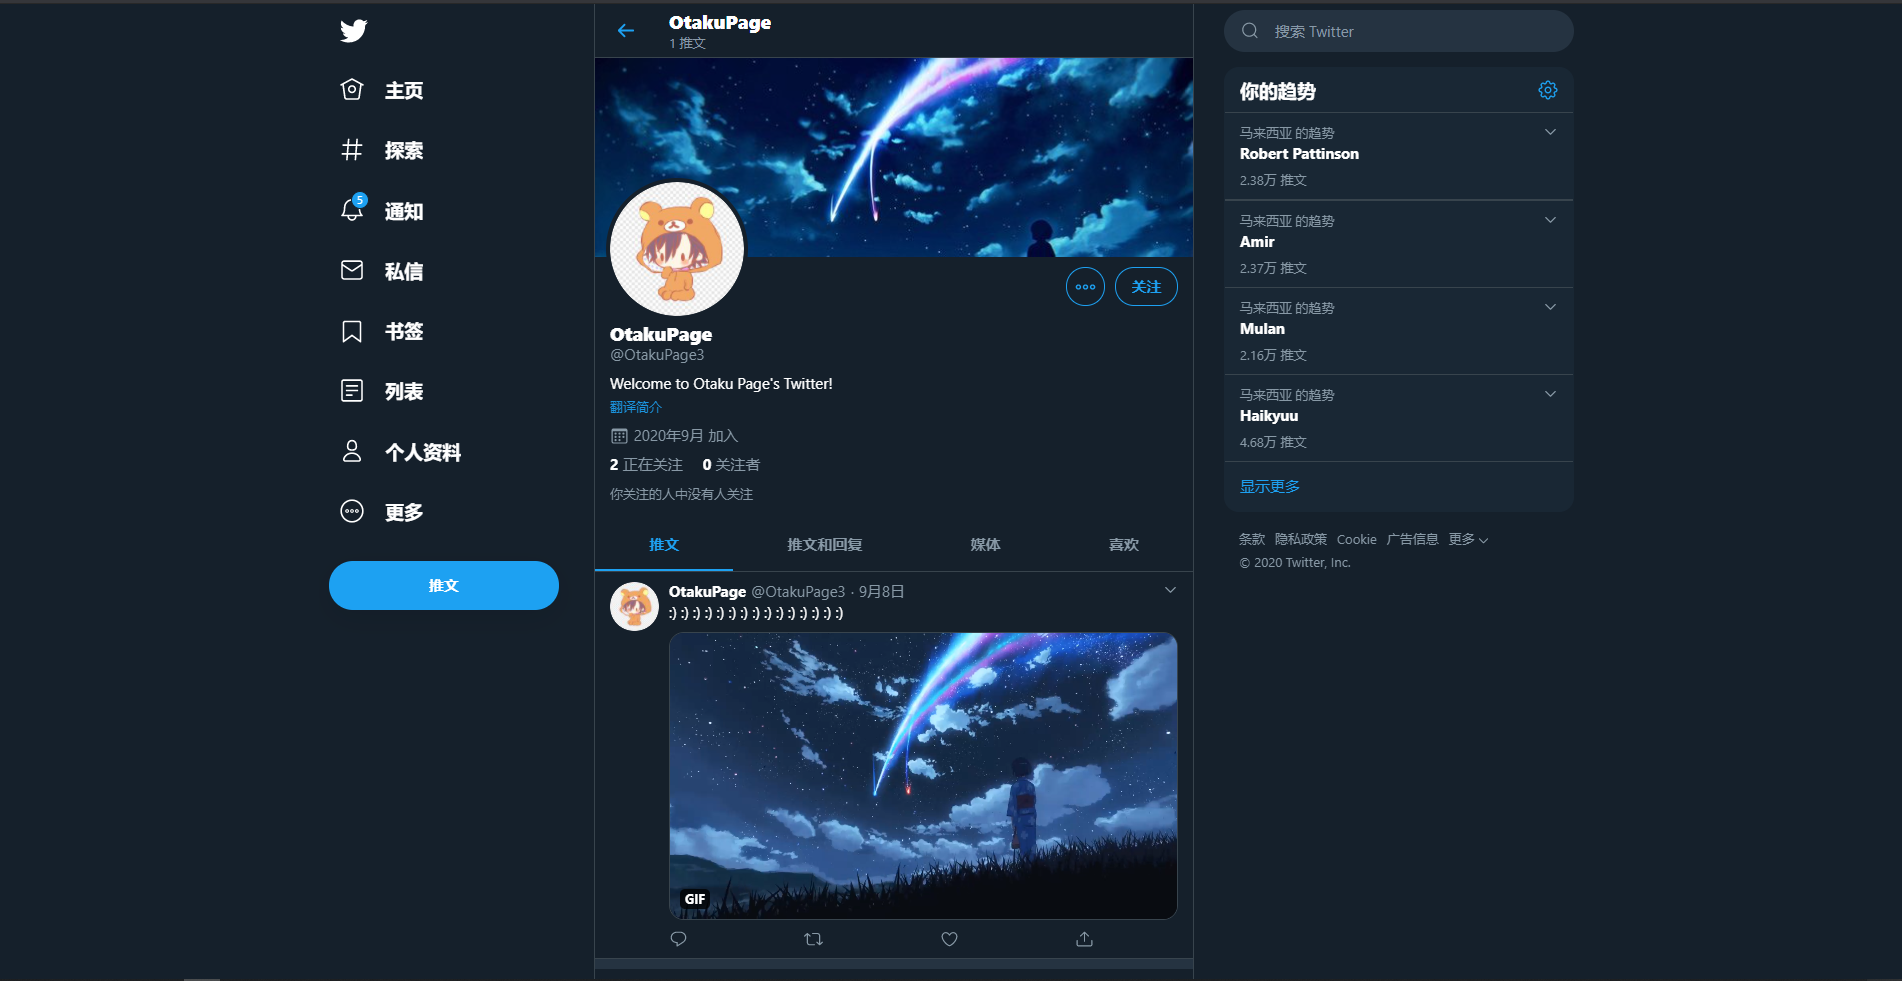 主页
探索
5
通知
私信
书签
列表
个人资料
更多
推文
OtakuPage
1 推文
关注
OtakuPage
@OtakuPage3
Welcome to Otaku Page's Twitter!
翻译简介
2020年9月 加入
2 正在关注 0 关注者
你关注的人中没有人关注
推文 推文和回复 媒体 喜欢
OtakuPage @OtakuPage3 · 9月8日
:) :) :) :) :) :) :) :) :) :) :) :) :) :) :)
GIF
搜索 Twitter
你的趋势
马来西亚 的趋势
Robert Pattinson
2.38万 推文
马来西亚 的趋势
Amir
2.37万 推文
马来西亚 的趋势
Mulan
2.16万 推文
马来西亚 的趋势
Haikyuu
4.68万 推文
显示更多
条款 隐私政策 Cookie 广告信息 更多
© 2020 Twitter, Inc.